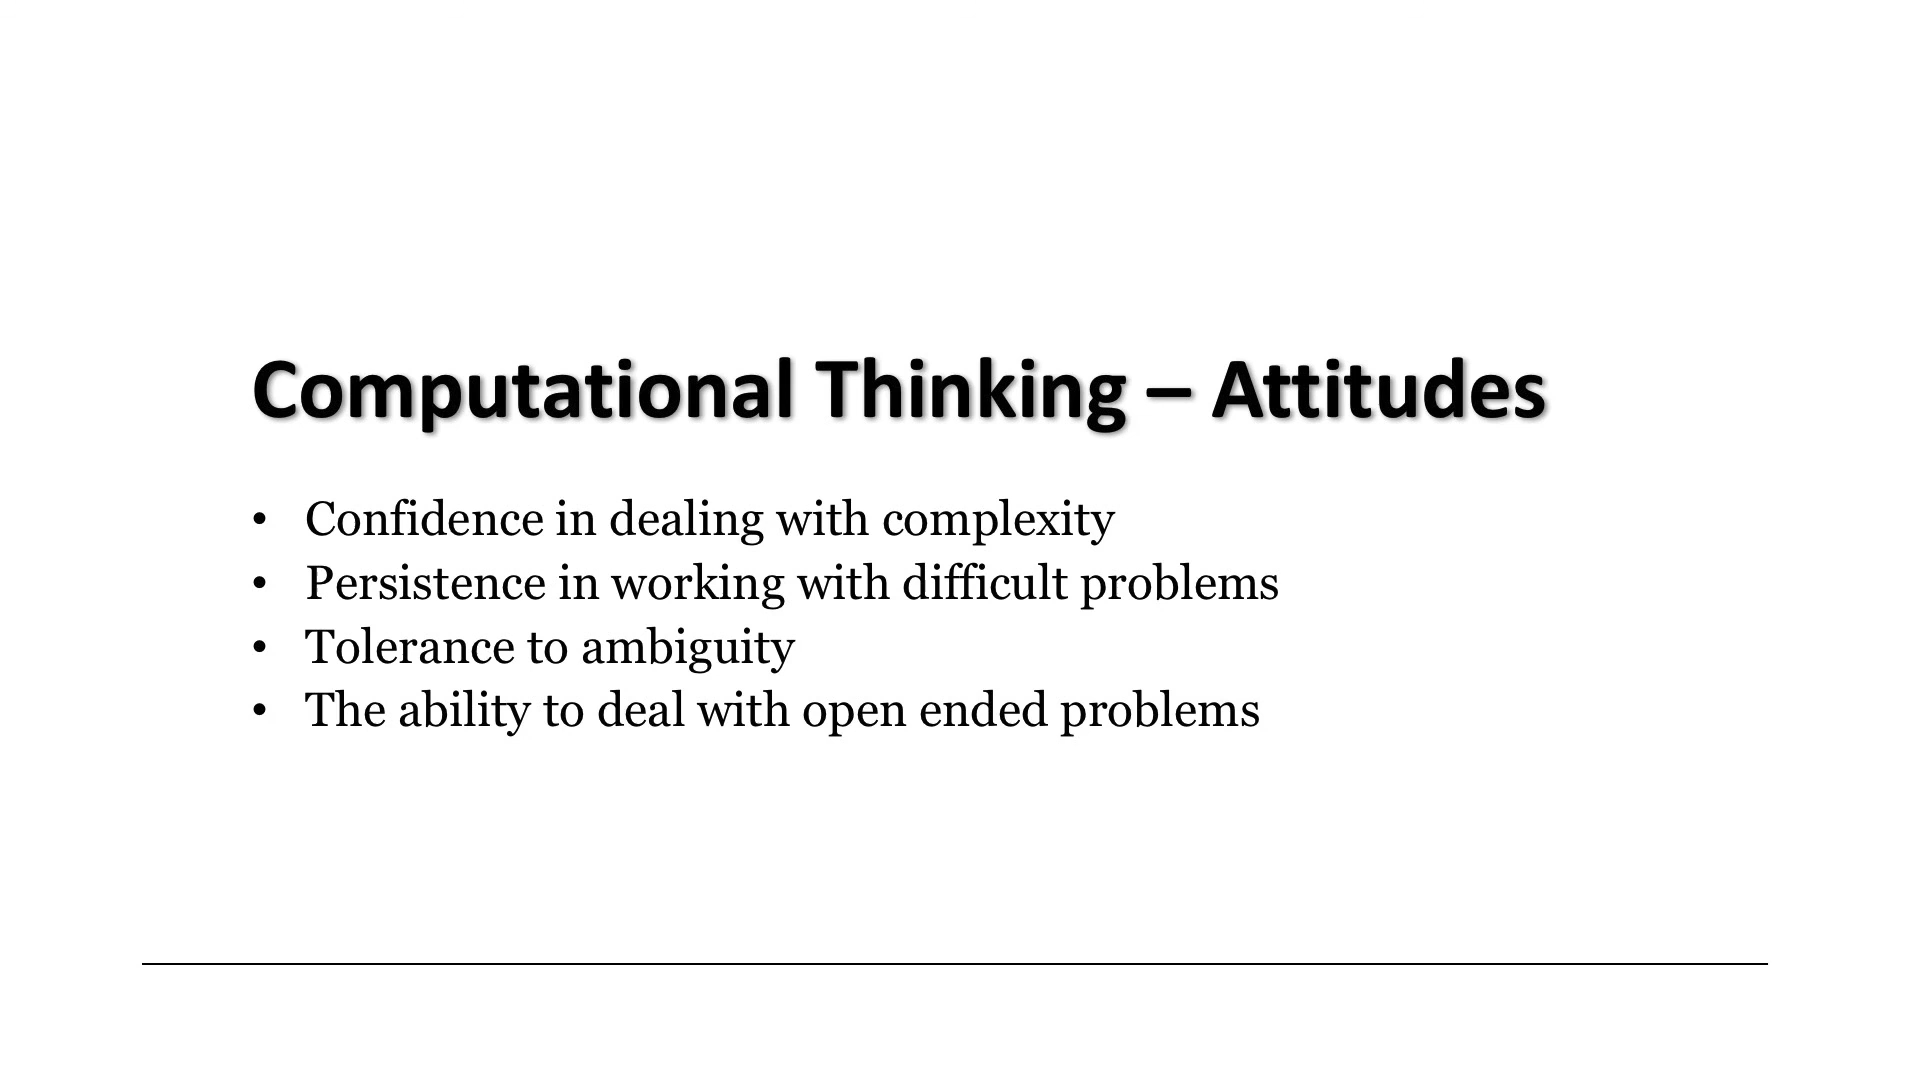 Computational Thinking – Attitudes
• Confidence in dealing with complexity
• Persistence in working with difficult problems
• Tolerance to ambiguity
• The ability to deal with open ended problems